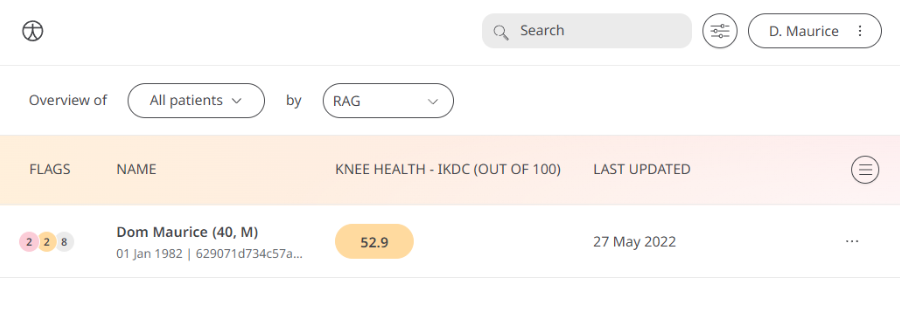 Search
D. Maurice
Overview of All patients by RAG
FLAGS NAME KNEE HEALTH - IKDC (OUT OF 100) LAST UPDATED
2 2 8 Dom Maurice (40, M) 52.9 27 May 2022
01 Jan 1982 | 629071d734c57a...